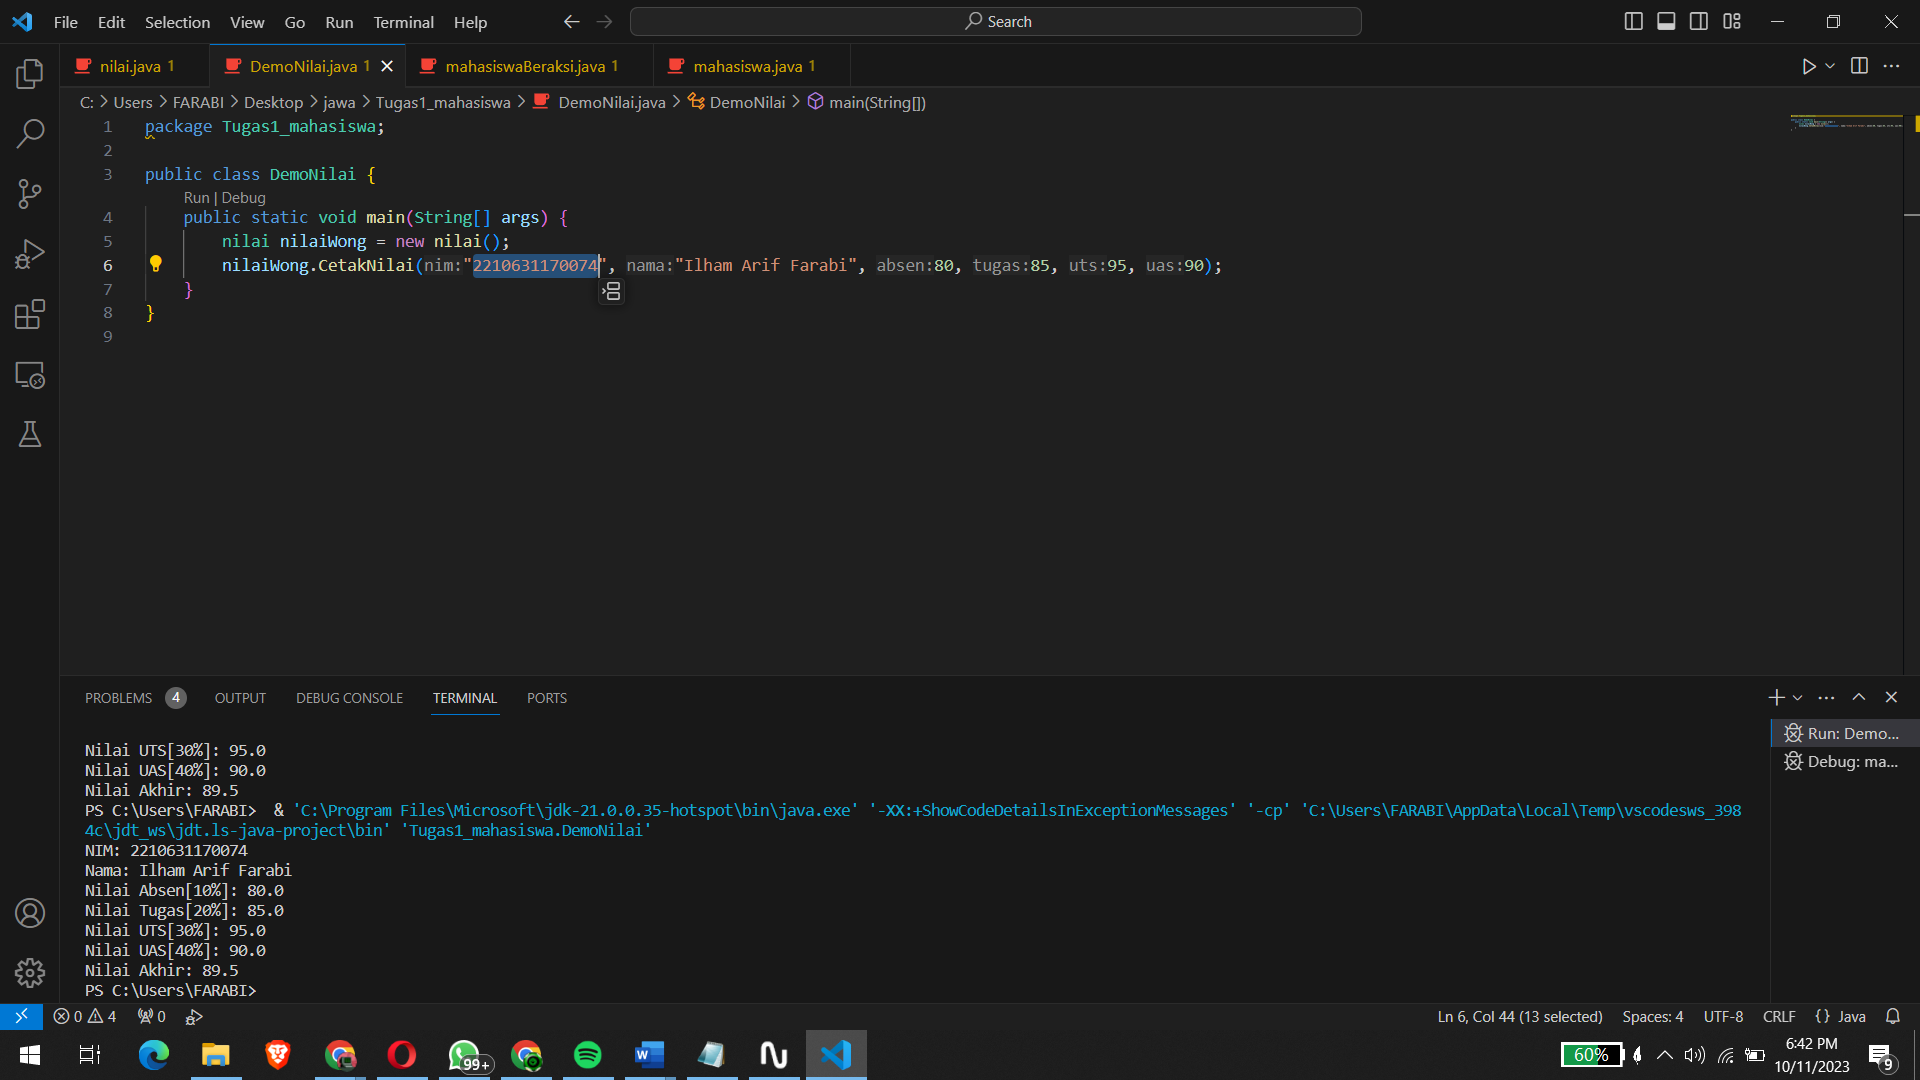 File Edit Selection View Go Run Terminal Help Search
nilai.java 1 DemoNilai.java 1 mahasiswaBeraksi.java 1 mahasiswa.java 1
C: > Users > FARABI > Desktop > jawa > Tugas1_mahasiswa > DemoNilai.java > DemoNilai > main(String[])
1 package Tugas1_mahasiswa;
2
3 public class DemoNilai {
Run | Debug
4 public static void main(String[] args) {
5 nilai nilaiWong = new nilai();
6 nilaiWong.CetakNilai(nim:"2210631170074", nama:"Ilham Arif Farabi", absen:80, tugas:85, uts:95, uas:90);
7 }
8 }
9
PROBLEMS 4 OUTPUT DEBUG CONSOLE TERMINAL PORTS
Run: Demo...
Debug: ma...
Nilai UTS[30%]: 95.0
Nilai UAS[40%]: 90.0
Nilai Akhir: 89.5
PS C:\Users\FARABI> & 'C:\Program Files\Microsoft\jdk-21.0.0.35-hotspot\bin\java.exe' '-XX:+ShowCodeDetailsInExceptionMessages' '-cp' 'C:\Users\FARABI\AppData\Local\Temp\vscodesws_398
4c\jdt_ws\jdt.ls-java-project\bin' 'Tugas1_mahasiswa.DemoNilai'
NIM: 2210631170074
Nama: Ilham Arif Farabi
Nilai Absen[10%]: 80.0
Nilai Tugas[20%]: 85.0
Nilai UTS[30%]: 95.0
Nilai UAS[40%]: 90.0
Nilai Akhir: 89.5
PS C:\Users\FARABI>
0 4 0 Ln 6, Col 44 (13 selected) Spaces: 4 UTF-8 CRLF {} Java
99+ W 60% 6:42 PM
10/11/2023 9